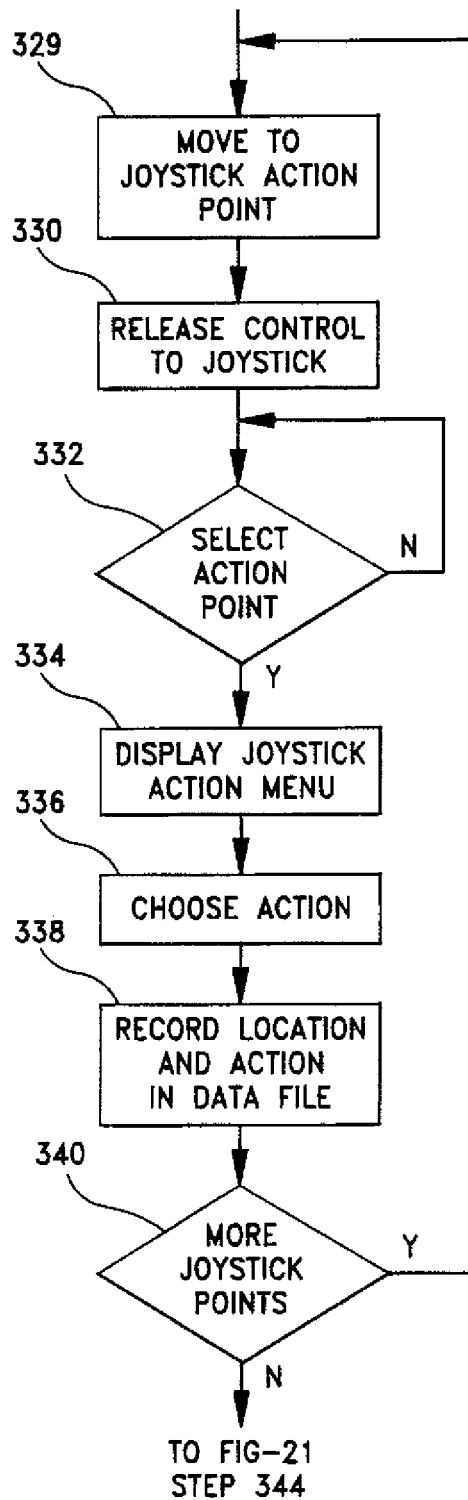 329
MOVE TO
JOYSTICK ACTION
POINT
330
RELEASE CONTROL
TO JOYSTICK
332
SELECT
ACTION
POINT
N
Y
334
DISPLAY JOYSTICK
ACTION MENU
336
CHOOSE ACTION
338
RECORD LOCATION
AND ACTION
IN DATA FILE
340
MORE
JOYSTICK
POINTS
Y
N
TO FIG-21
STEP 344